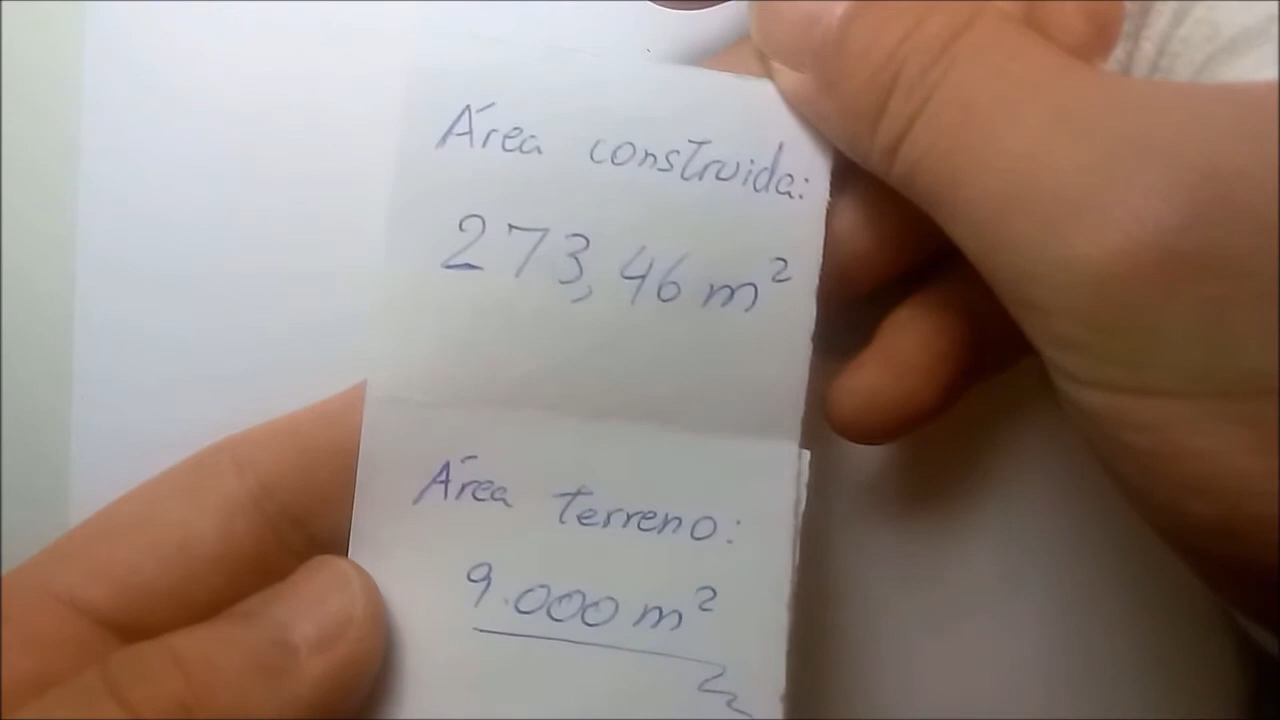 Área construida:
273,46 m²
Área terreno:
9.000 m²